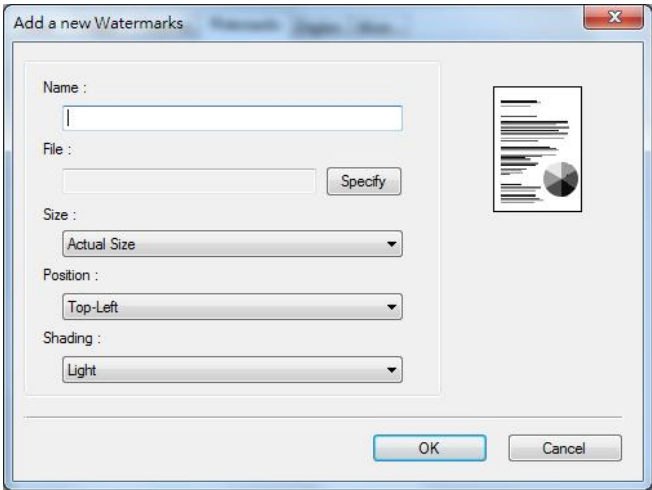 Add a new Watermarks
Name :
File :
Specify
Size :
Actual Size
Position :
Top-Left
Shading :
Light
OK
Cancel